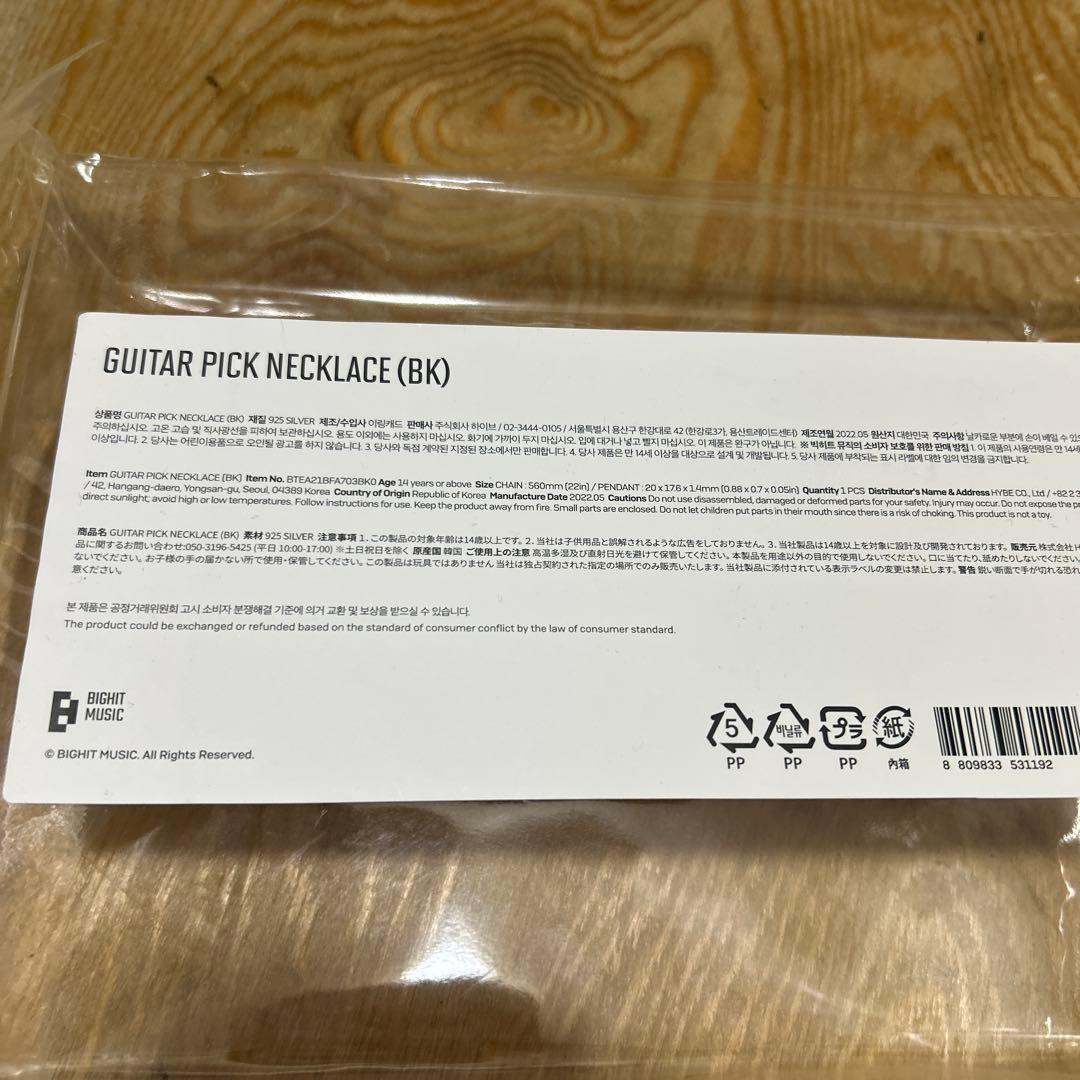 GUITAR PICK NECKLACE (BK)
상품명 GUITAR PICK NECKLACE (BK) 재질 925 SILVER 제조/수입사 이링캐드 판매사 주식회사 하이브 / 02-3444-0105 / 서울특별시 용산구 한강대로 42 (한강로3가, 용산트레이드센터) 제조연월 2022.05 원산지 대한민국 주의사항 날카로운 부분에 손이 베일 수 있
주의하십시오. 고온 고습 및 직사광선을 피하여 보관하십시오. 용도 이외에는 사용하지 마십시오. 화기에 가까이 두지 마십시오. 입에 대거나 넣고 빨지 마십시오. 이 제품은 완구가 아닙니다. ※ 빅히트 뮤직의 소비자 보호를 위한 판매 방침 1. 이 제품의 사용연령은 만 14세
이상입니다. 2. 당사는 어린이용품으로 오인될 광고를 하지 않습니다. 3. 당사와 독점 계약된 지정된 장소에서만 판매합니다. 4. 당사 제품은 만 14세 이상을 대상으로 설계 및 개발됩니다. 5. 당사 제품에 부착되는 표시 라벨에 대한 임의 변경을 금지합니다.
Item GUITAR PICK NECKLACE (BK) Item No. BTEA21BFA703BK0 Age 14 years or above Size CHAIN : 560mm (22in) / PENDANT : 20 x 17.6 x 1.4mm (0.88 x 0.7 x 0.05in) Quantity 1 PCS Distributor's Name & Address HYBE CO., Ltd / +82.2.3
/ 42, Hangang-daero, Yongsan-gu, Seoul, 04389 Korea Country of Origin Republic of Korea Manufacture Date 2022.05 Cautions Do not use disassembled, damaged or deformed parts for your safety. Injury may occur. Do not expose the
direct sunlight; avoid high or low temperatures. Follow instructions for use. Keep the product away from fire. Small parts are enclosed. Do not let children put parts in their mouth since there is a risk of choking. This product is not a toy.
商品名 GUITAR PICK NECKLACE (BK) 素材 925 SILVER 注意事項 1. この製品の対象年齢は14歳以上です。2. 当社は子供用品と誤解されるような広告をしておりません。3. 当社製品は14歳以上を対象に設計及び開発されております。販売元 株式会社
品に関するお問い合わせ:050-3196-5425 (平日 10:00-17:00) ※土日祝日を除く 原産国 韓国 ご使用上の注意 高温多湿及び直射日光を避けて保管してください。本製品を用途以外の目的で使用しないでください。口に当てたり、舐めたりしないでください。
ないでください。お子様の手の届かない所で使用・保管してください。この製品は玩具ではありません 当社は独占契約された指定の場所でのみ販売いたします。当社製品に添付されている表示ラベルの変更は禁止します。警告 鋭い断面で手が切れる恐れ
意ください。
본 제품은 공정거래위원회 고시 소비자 분쟁해결 기준에 의거 교환 및 보상을 받으실 수 있습니다.
The product could be exchanged or refunded based on the standard of consumer conflict by the law of consumer standard.
BIGHIT
MUSIC
© BIGHIT MUSIC. All Rights Reserved.
5 비닐류 プラ 紙
PP PP PP 內箱
8 809833 531192